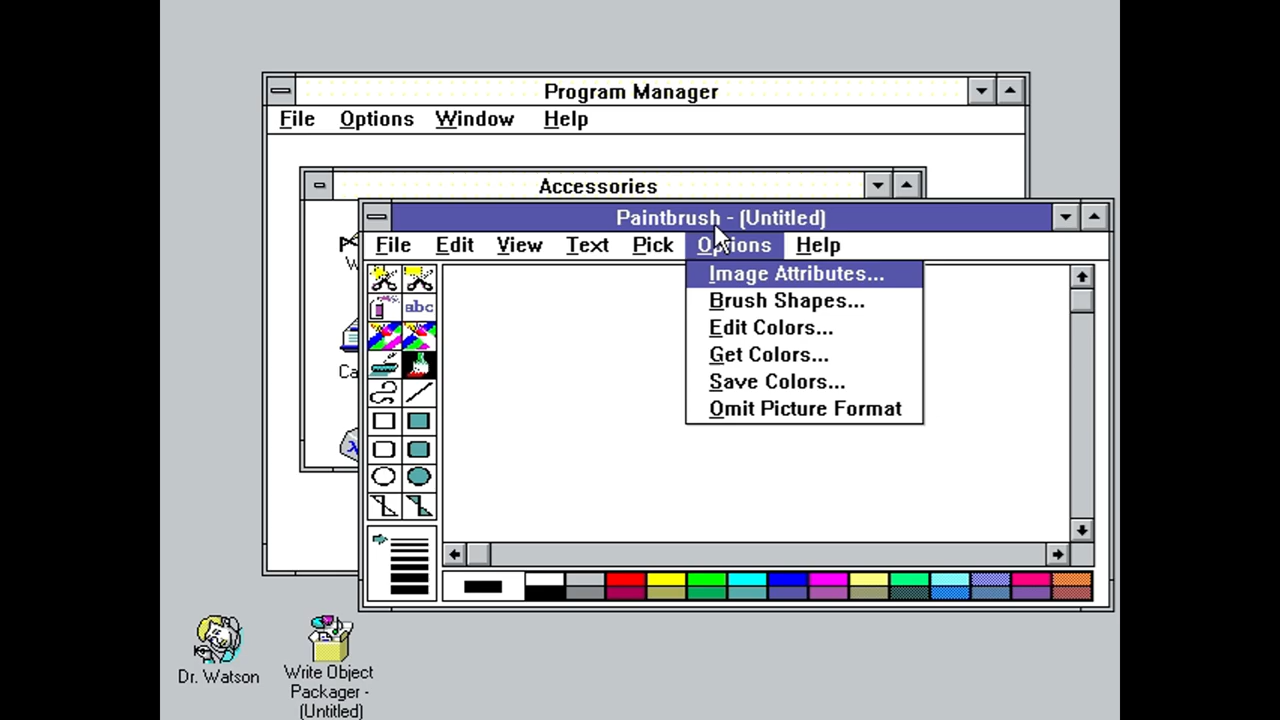 Program Manager
File Options Window Help
Accessories
Paintbrush - (Untitled)
File Edit View Text Pick Options Help
Image Attributes...
Brush Shapes...
Edit Colors...
Get Colors...
Save Colors...
Omit Picture Format
abc
W
Ca
Dr. Watson
Write Object
Packager -
(Untitled)